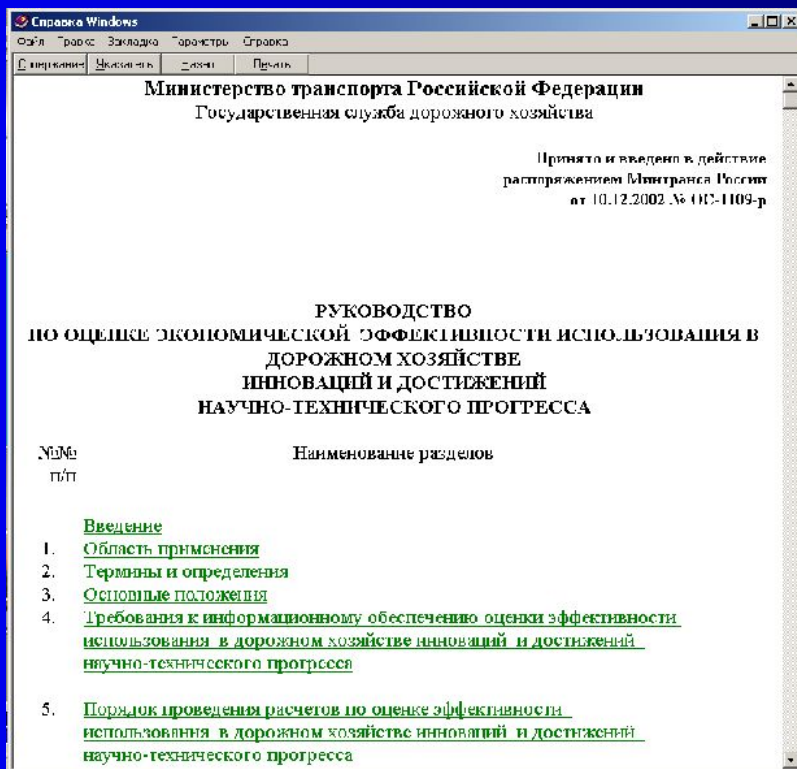 Справка Windows
Файл Правка Закладка Параметры Справка
Содержание Указатель Назад Печать
Министерство транспорта Российской Федерации
Государственная служба дорожного хозяйства
Принято и введено в действие
распоряжением Минтранса России
от 10.12.2002 № ОС-1109-р
РУКОВОДСТВО
ПО ОЦЕНКЕ ЭКОНОМИЧЕСКОЙ ЭФФЕКТИВНОСТИ ИСПОЛЬЗОВАНИЯ В
ДОРОЖНОМ ХОЗЯЙСТВЕ
ИННОВАЦИЙ И ДОСТИЖЕНИЙ
НАУЧНО-ТЕХНИЧЕСКОГО ПРОГРЕССА
№№ Наименование разделов
п/п
Введение
1. Область применения
2. Термины и определения
3. Основные положения
4. Требования к информационному обеспечению оценки эффективности
использования в дорожном хозяйстве инноваций и достижений
научно-технического прогресса
5. Порядок проведения расчетов по оценке эффективности
использования в дорожном хозяйстве инноваций и достижений
научно-технического прогресса